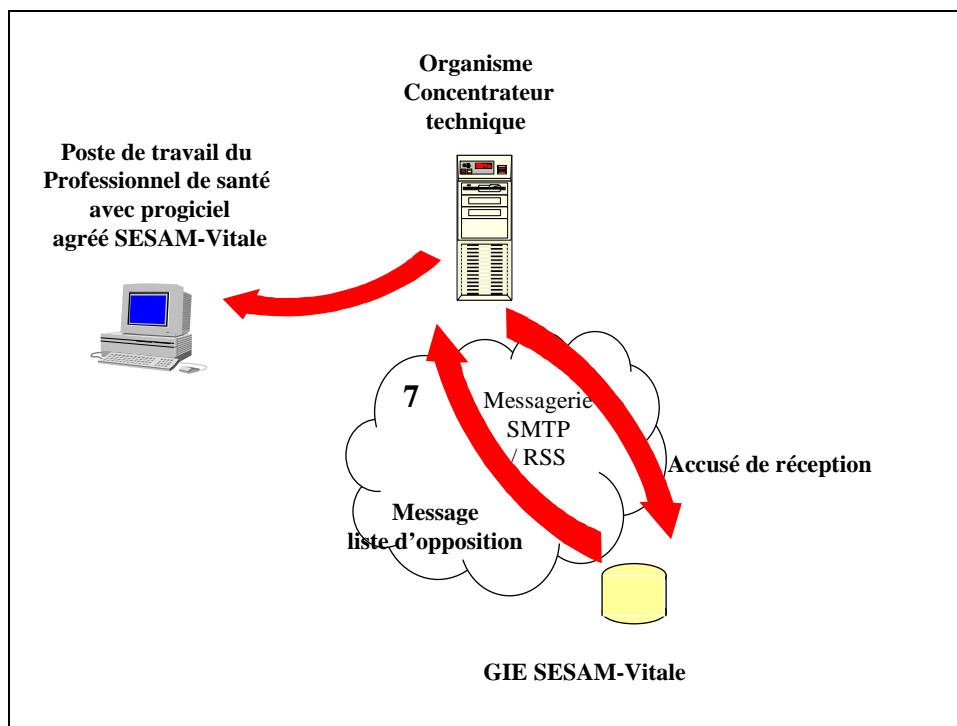 Organisme
Concentrateur
technique
Poste de travail du
Professionnel de santé
avec progiciel
agréé SESAM-Vitale
7
Messagerie
SMTP
/ RSS
Accusé de réception
Message
liste d’opposition
GIE SESAM-Vitale